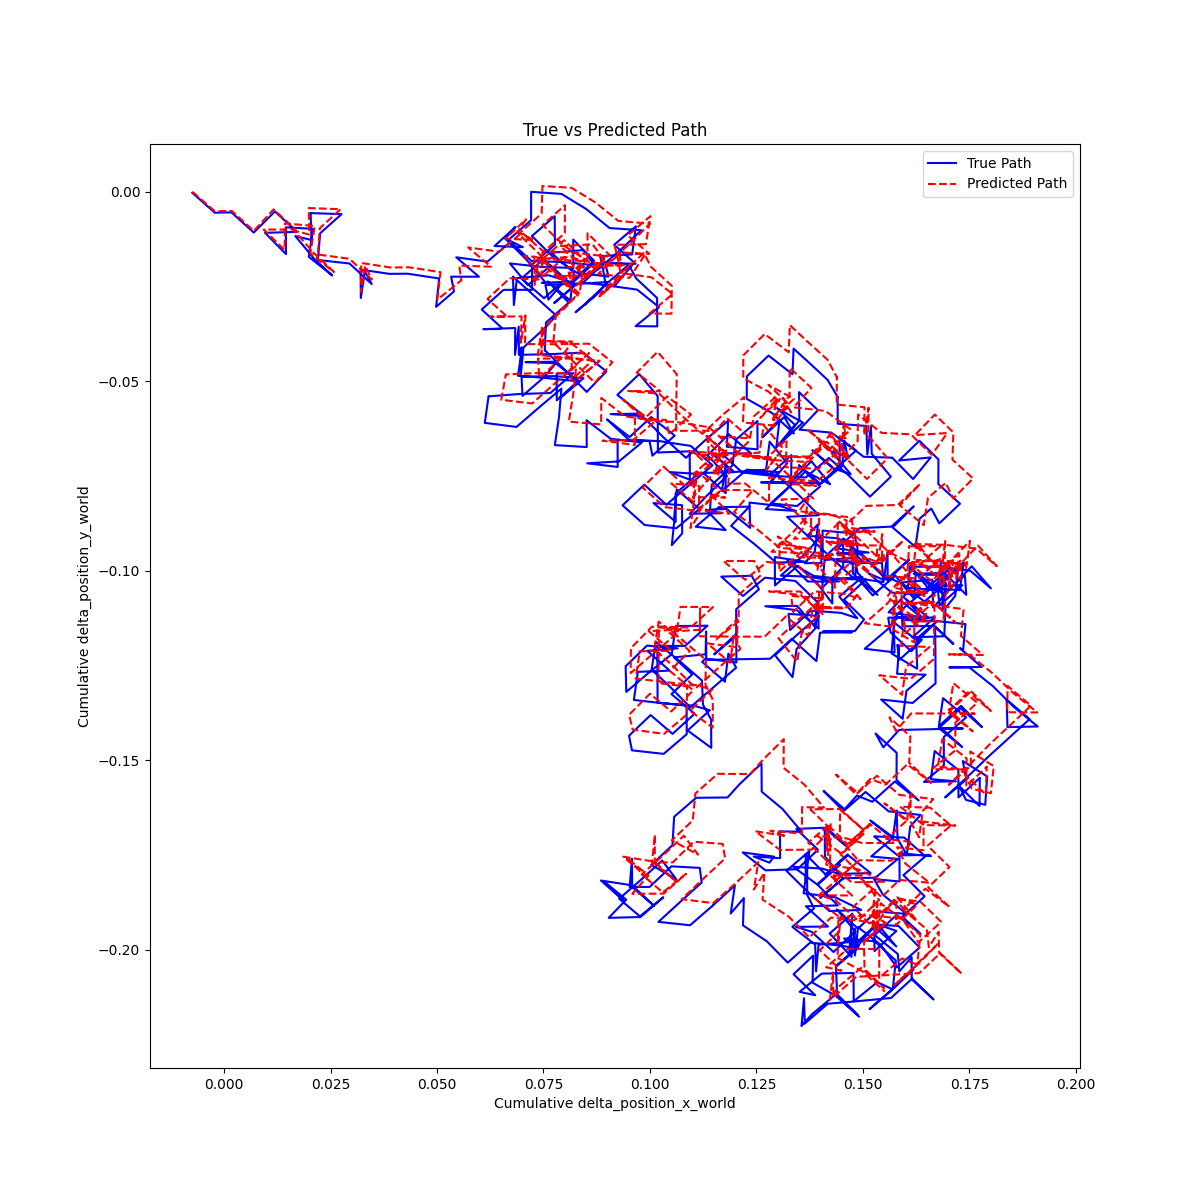 True vs Predicted Path
True Path
Predicted Path
0.00
−0.05
−0.10
−0.15
−0.20
Cumulative delta_position_y_world
0.000 0.025 0.050 0.075 0.100 0.125 0.150 0.175 0.200
Cumulative delta_position_x_world